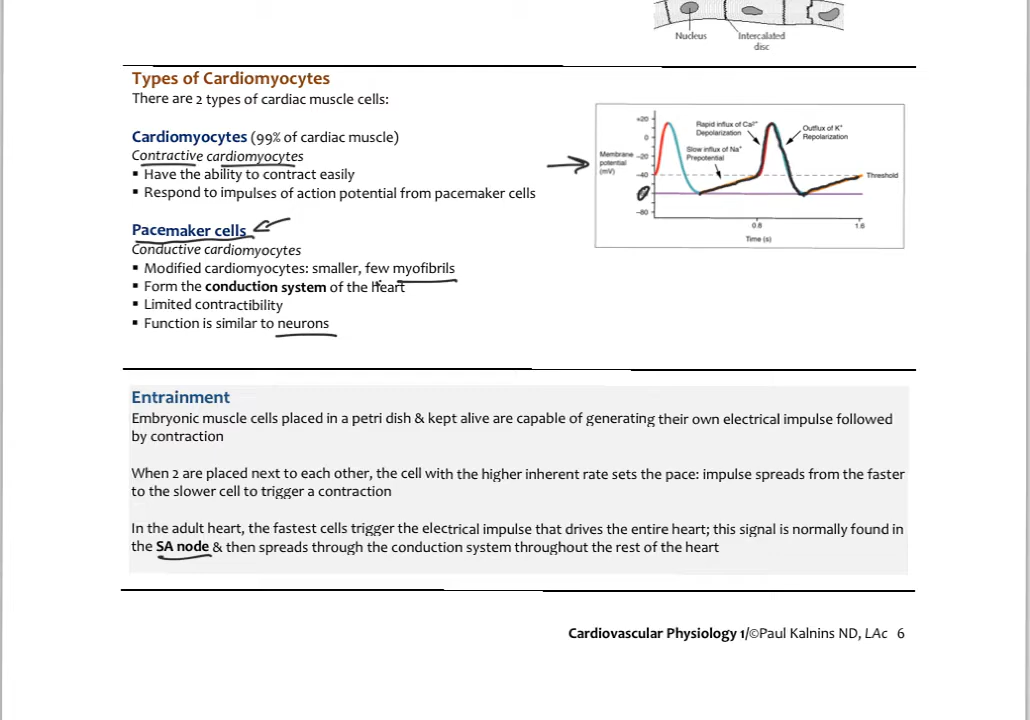 Nucleus
Intercalated
disc
Types of Cardiomyocytes
There are 2 types of cardiac muscle cells:
Cardiomyocytes (99% of cardiac muscle)
Contractive cardiomyocytes
▪ Have the ability to contract easily
▪ Respond to impulses of action potential from pacemaker cells
+20
0
−20
−40
−80
Membrane
potential
(mV)
Rapid influx of Ca²⁺
Depolarization
Slow influx of Na⁺
Prepotential
Outflux of K⁺
Repolarization
Threshold
0.8
1.6
Time (s)
Pacemaker cells
Conductive cardiomyocytes
▪ Modified cardiomyocytes: smaller, few myofibrils
▪ Form the conduction system of the heart
▪ Limited contractibility
▪ Function is similar to neurons
Entrainment
Embryonic muscle cells placed in a petri dish & kept alive are capable of generating their own electrical impulse followed
by contraction
When 2 are placed next to each other, the cell with the higher inherent rate sets the pace: impulse spreads from the faster
to the slower cell to trigger a contraction
In the adult heart, the fastest cells trigger the electrical impulse that drives the entire heart; this signal is normally found in
the SA node & then spreads through the conduction system throughout the rest of the heart
Cardiovascular Physiology 1/©Paul Kalnins ND, LAc 6